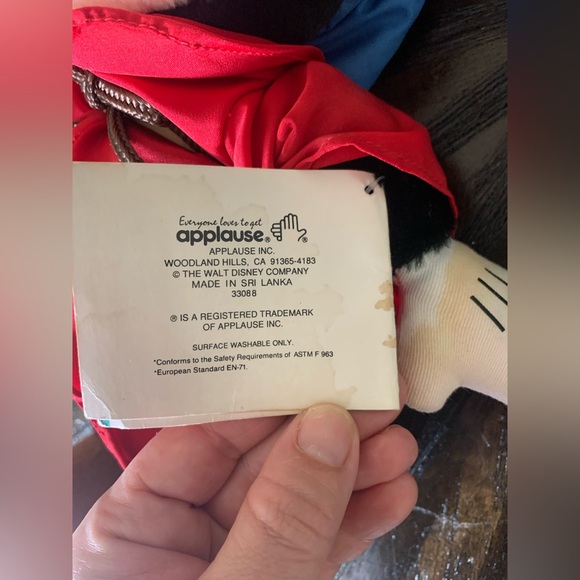 Everyone loves to get
applause® ®
APPLAUSE INC.
WOODLAND HILLS, CA 91365-4183
© THE WALT DISNEY COMPANY
MADE IN SRI LANKA
33088
® IS A REGISTERED TRADEMARK
OF APPLAUSE INC.
SURFACE WASHABLE ONLY.
*Conforms to the Safety Requirements of ASTM F 963
*European Standard EN-71.